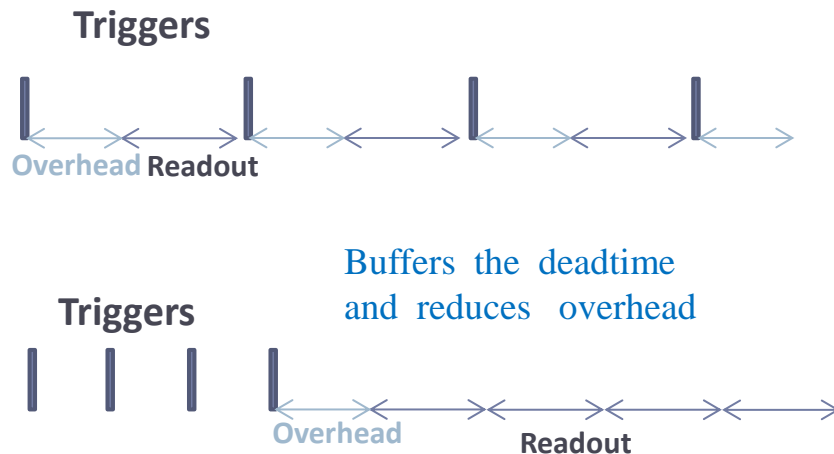 Triggers
Overhead Readout
Buffers the deadtime
and reduces overhead
Triggers
Overhead
Readout